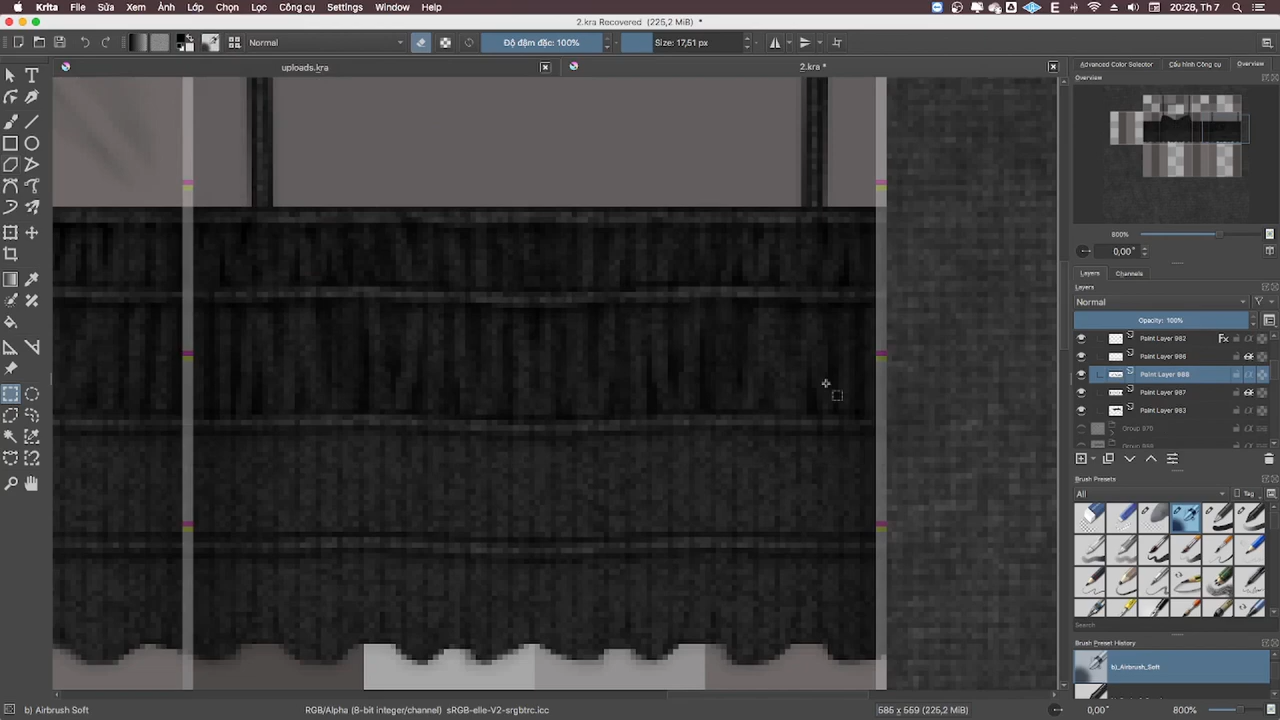 Krita File Sửa Xem Ảnh Lớp Chọn Lọc Công cụ Settings Window Help 20:28, Th 7
2.kra Recovered (225,2 MiB) *
Normal Độ đậm đặc: 100% Size: 17,51 px
uploads.kra 2.kra * Advanced Color Selector Cấu hình Công cụ Overview
Overview
800%
0,00°
Layers Channels
Layers
Normal
Opacity: 100%
Paint Layer 982 Fx
Paint Layer 986
Paint Layer 988
Paint Layer 987
Paint Layer 983
Brush Presets
All Tag
Search
Brush Preset History
b)_Airbrush_Soft
b) Airbrush Soft RGB/Alpha (8-bit integer/channel) sRGB-elle-V2-srgbtrc.icc 585 x 559 (225,2 MiB) 0,00° 800%